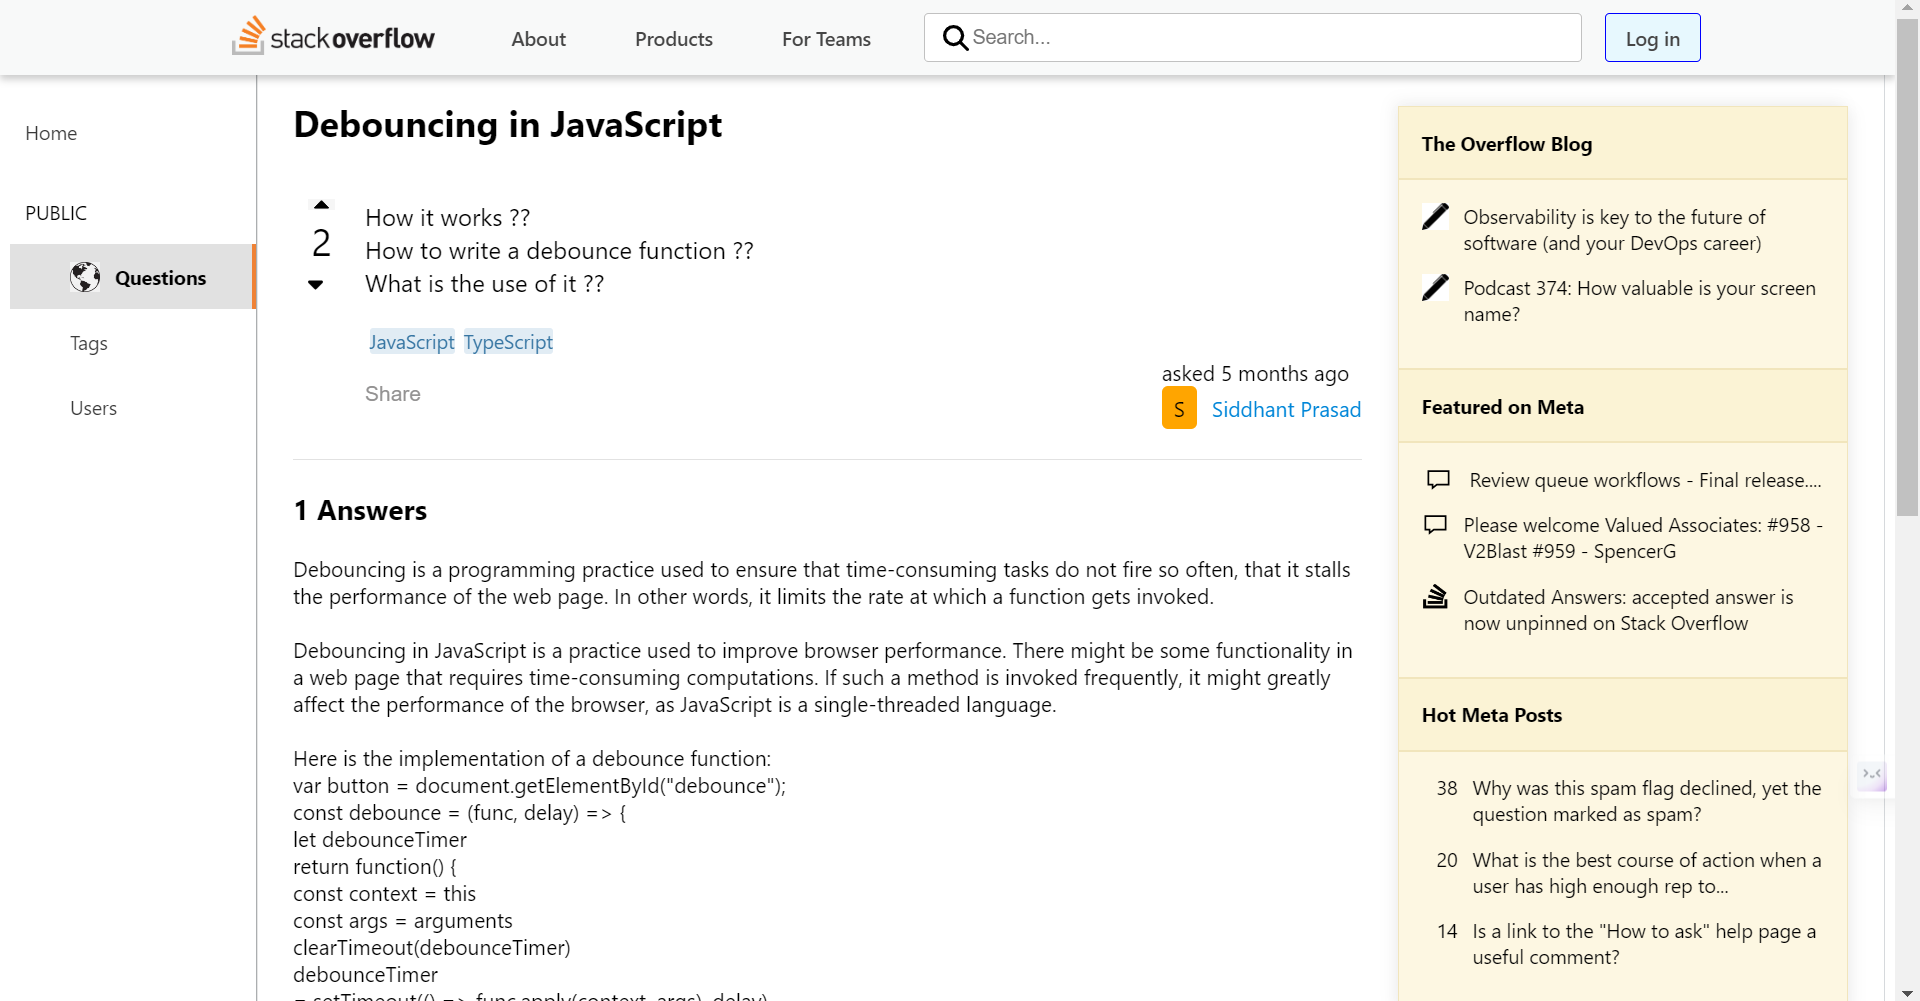 stackoverflow
About
Products
For Teams
Search...
Log in
Home
PUBLIC
Questions
Tags
Users
Debouncing in JavaScript
2
How it works ??
How to write a debounce function ??
What is the use of it ??
JavaScript TypeScript
Share
asked 5 months ago
S
Siddhant Prasad
1 Answers
Debouncing is a programming practice used to ensure that time-consuming tasks do not fire so often, that it stalls
the performance of the web page. In other words, it limits the rate at which a function gets invoked.
Debouncing in JavaScript is a practice used to improve browser performance. There might be some functionality in
a web page that requires time-consuming computations. If such a method is invoked frequently, it might greatly
affect the performance of the browser, as JavaScript is a single-threaded language.
Here is the implementation of a debounce function:
var button = document.getElementById("debounce");
const debounce = (func, delay) => {
let debounceTimer
return function() {
const context = this
const args = arguments
clearTimeout(debounceTimer)
debounceTimer
= setTimeout(() => func.apply(context, args), delay)
The Overflow Blog
Observability is key to the future of
software (and your DevOps career)
Podcast 374: How valuable is your screen
name?
Featured on Meta
Review queue workflows - Final release....
Please welcome Valued Associates: #958 -
V2Blast #959 - SpencerG
Outdated Answers: accepted answer is
now unpinned on Stack Overflow
Hot Meta Posts
38 Why was this spam flag declined, yet the
question marked as spam?
20 What is the best course of action when a
user has high enough rep to...
14 Is a link to the "How to ask" help page a
useful comment?